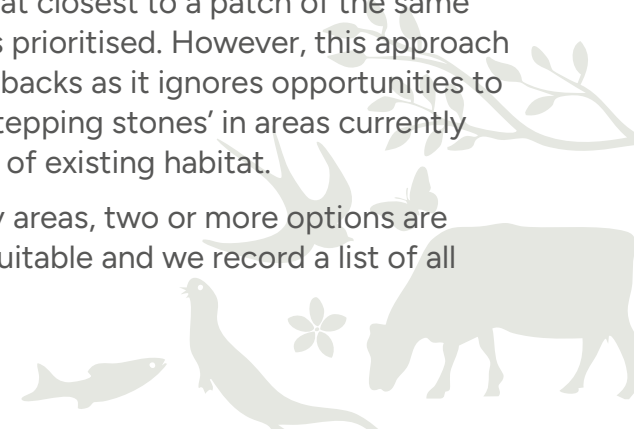 at closest to a patch of the same
s prioritised. However, this approach
backs as it ignores opportunities to
tepping stones’ in areas currently
of existing habitat.
y areas, two or more options are
uitable and we record a list of all